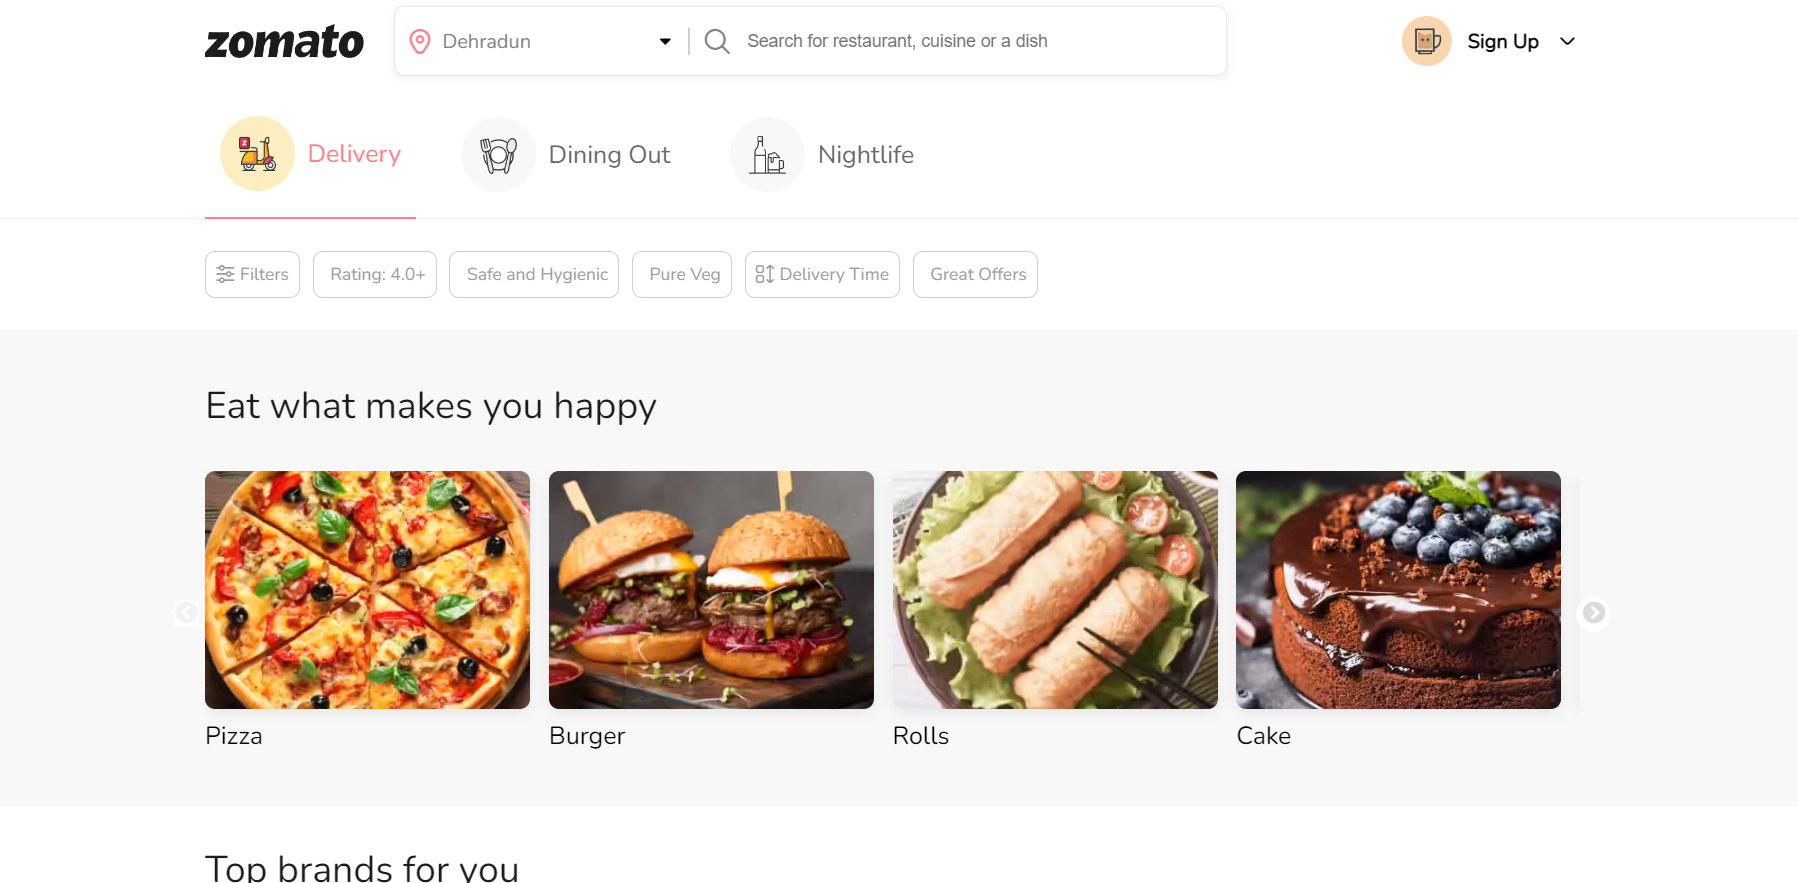 zomato
Dehradun
Search for restaurant, cuisine or a dish
Sign Up
Delivery
Dining Out
Nightlife
Filters
Rating: 4.0+
Safe and Hygienic
Pure Veg
Delivery Time
Great Offers
Eat what makes you happy
Pizza
Burger
Rolls
Cake
Top brands for you